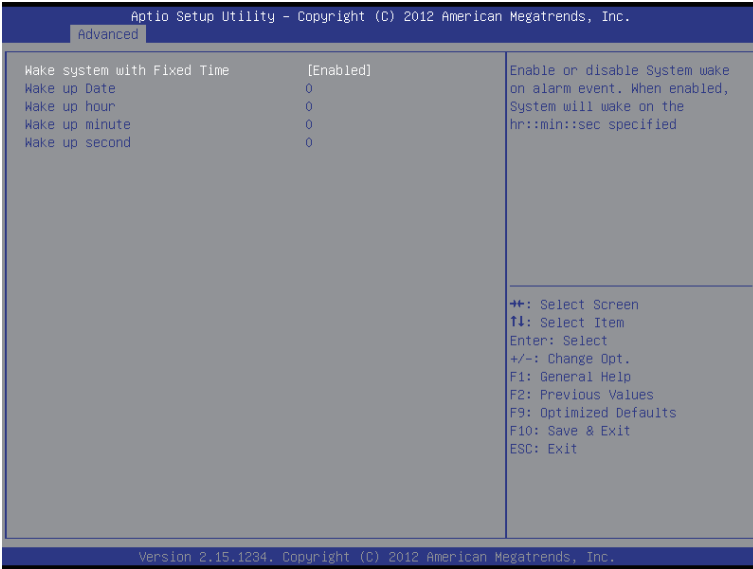 Aptio Setup Utility – Copyright (C) 2012 American Megatrends, Inc.
Advanced
Wake system with Fixed Time [Enabled]
Wake up Date 0
Wake up hour 0
Wake up minute 0
Wake up second 0
Enable or disable System wake
on alarm event. When enabled,
System will wake on the
hr::min::sec specified
→←: Select Screen
↑↓: Select Item
Enter: Select
+/-: Change Opt.
F1: General Help
F2: Previous Values
F9: Optimized Defaults
F10: Save & Exit
ESC: Exit
Version 2.15.1234. Copyright (C) 2012 American Megatrends, Inc.